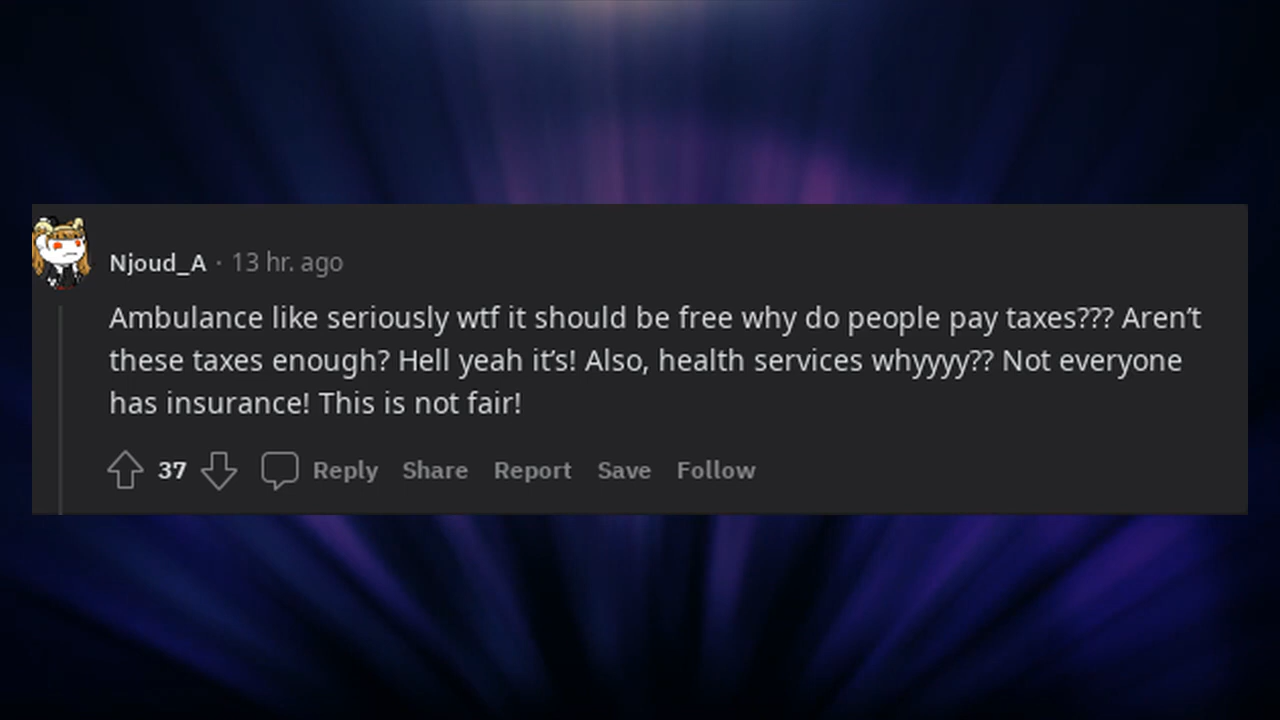 Njoud_A · 13 hr. ago
Ambulance like seriously wtf it should be free why do people pay taxes??? Aren’t
these taxes enough? Hell yeah it’s! Also, health services whyyyy?? Not everyone
has insurance! This is not fair!
37 Reply Share Report Save Follow